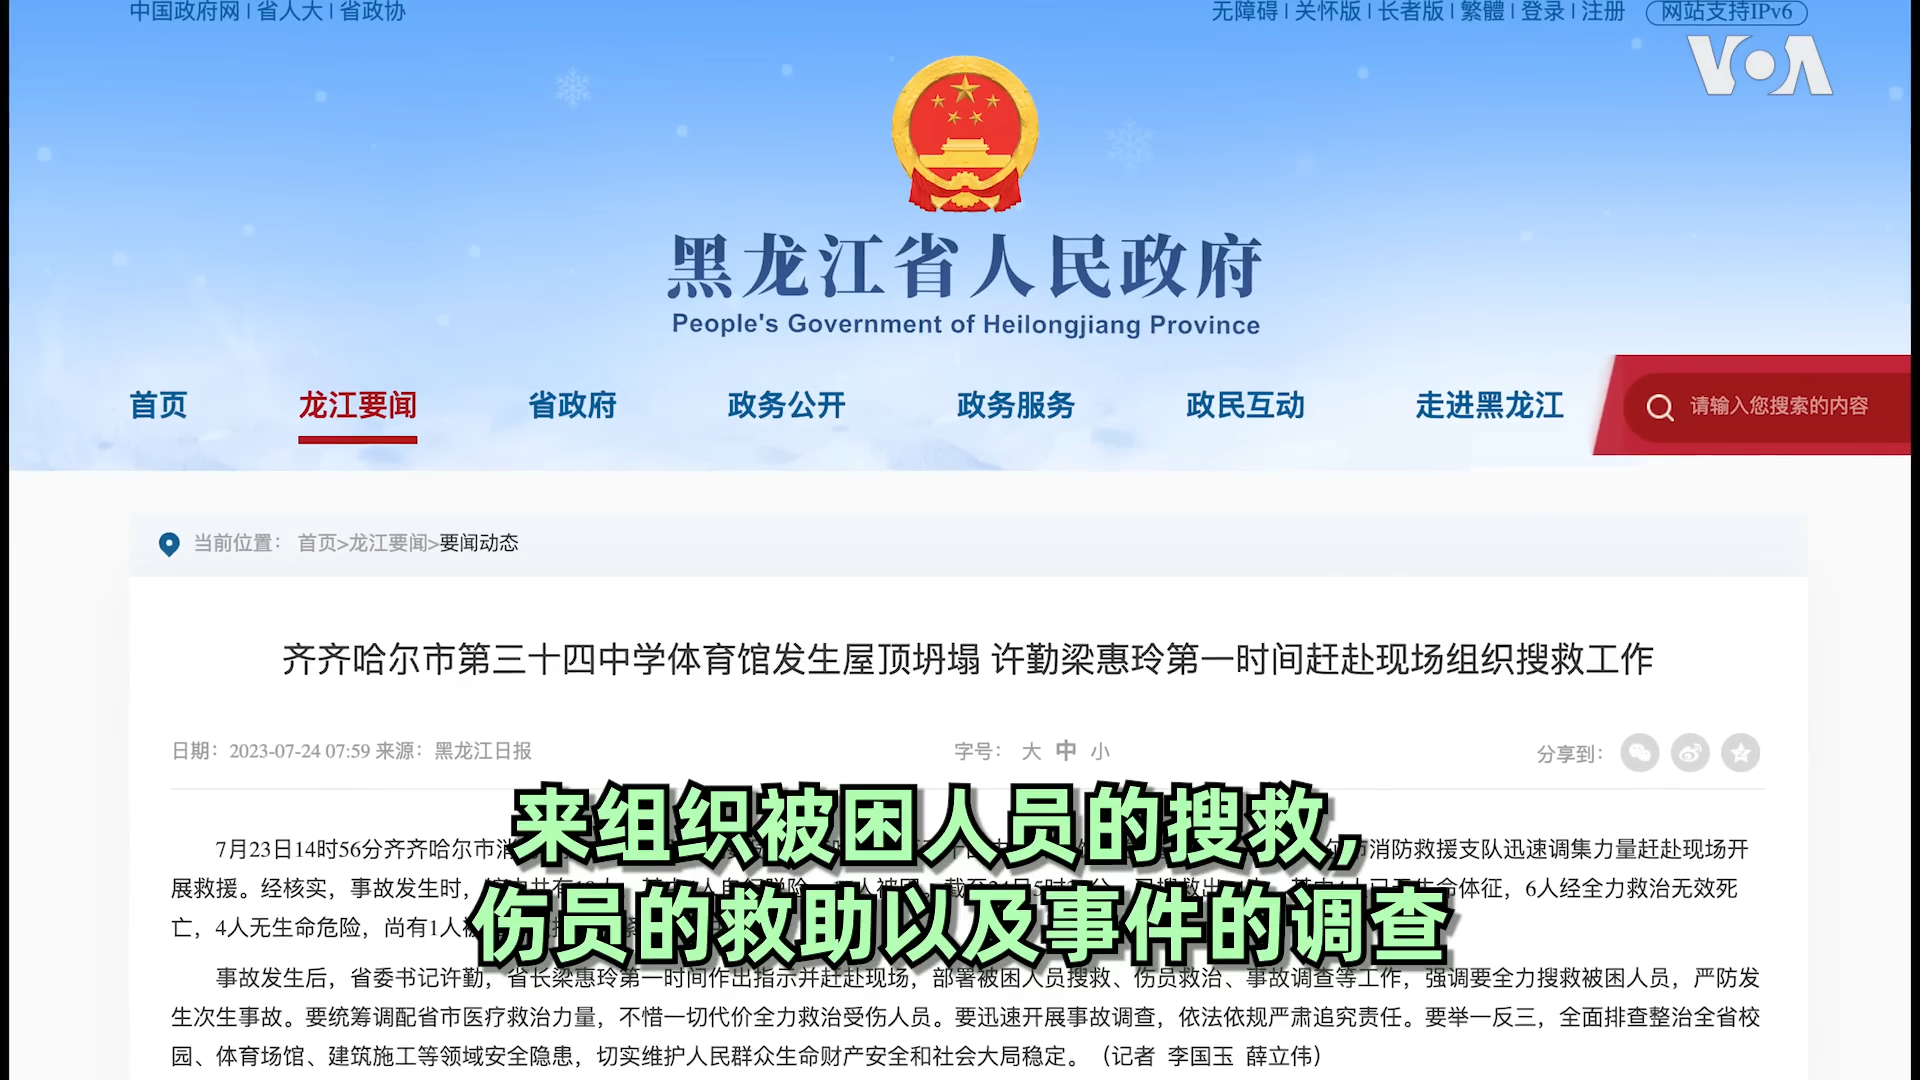 中国政府网 | 省人大 | 省政协
无障碍 | 关怀版 | 长者版 | 繁體 | 登录 | 注册 网站支持IPv6
VOA
黑龙江省人民政府
People's Government of Heilongjiang Province
首页 龙江要闻 省政府 政务公开 政务服务 政民互动 走进黑龙江 请输入您搜索的内容
当前位置： 首页>龙江要闻>要闻动态
齐齐哈尔市第三十四中学体育馆发生屋顶坍塌 许勤梁惠玲第一时间赶赴现场组织搜救工作
日期：2023-07-24 07:59 来源：黑龙江日报 字号： 大 中 小 分享到：
来组织被困人员的搜救，
伤员的救助以及事件的调查
7月23日14时56分齐齐哈尔市消 市消防救援支队迅速调集力量赶赴现场开
展救援。经核实，事故发生时， 命体征，6人经全力救治无效死
亡，4人无生命危险，尚有1人
事故发生后，省委书记许勤，省长梁惠玲第一时间作出指示并赶赴现场，部署被困人员搜救、伤员救治、事故调查等工作，强调要全力搜救被困人员，严防发
生次生事故。要统筹调配省市医疗救治力量，不惜一切代价全力救治受伤人员。要迅速开展事故调查，依法依规严肃追究责任。要举一反三，全面排查整治全省校
园、体育场馆、建筑施工等领域安全隐患，切实维护人民群众生命财产安全和社会大局稳定。（记者 李国玉 薛立伟）